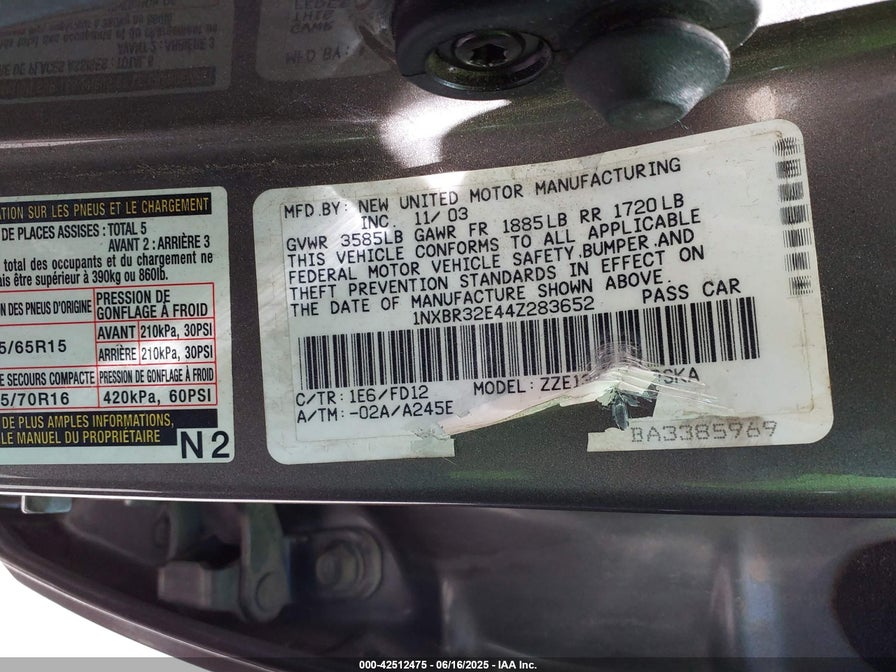 ATION SUR LES PNEUS ET LE CHARGEMENT
DE PLACES ASSISES : TOTAL 5
AVANT 2 : ARRIÈRE 3
total des occupants et du chargement ne
ais être supérieur à 390kg ou 860lb.
ON DES PNEUS D'ORIGINE
PRESSION DE GONFLAGE À FROID
5/65R15
AVANT 210kPa, 30PSI
ARRIÈRE 210kPa, 30PSI
E SECOURS COMPACTE
PRESSION DE GONFLAGE À FROID
5/70R16
420kPa, 60PSI
DE PLUS AMPLES INFORMATIONS,
LE MANUEL DU PROPRIÉTAIRE
N2
MFD.BY: NEW UNITED MOTOR MANUFACTURING
INC. 11/03
GVWR 3585LB GAWR FR 1885LB RR 1720LB
THIS VEHICLE CONFORMS TO ALL APPLICABLE
FEDERAL MOTOR VEHICLE SAFETY,BUMPER,AND
THEFT PREVENTION STANDARDS IN EFFECT ON
THE DATE OF MANUFACTURE SHOWN ABOVE.
1NXBR32E44Z283652 PASS CAR
C/TR: 1E6/FD12 MODEL: ZZE1 SKA
A/TM: -02A/A245E
BA3385969
000-42512475 - 06/16/2025 - IAA Inc.